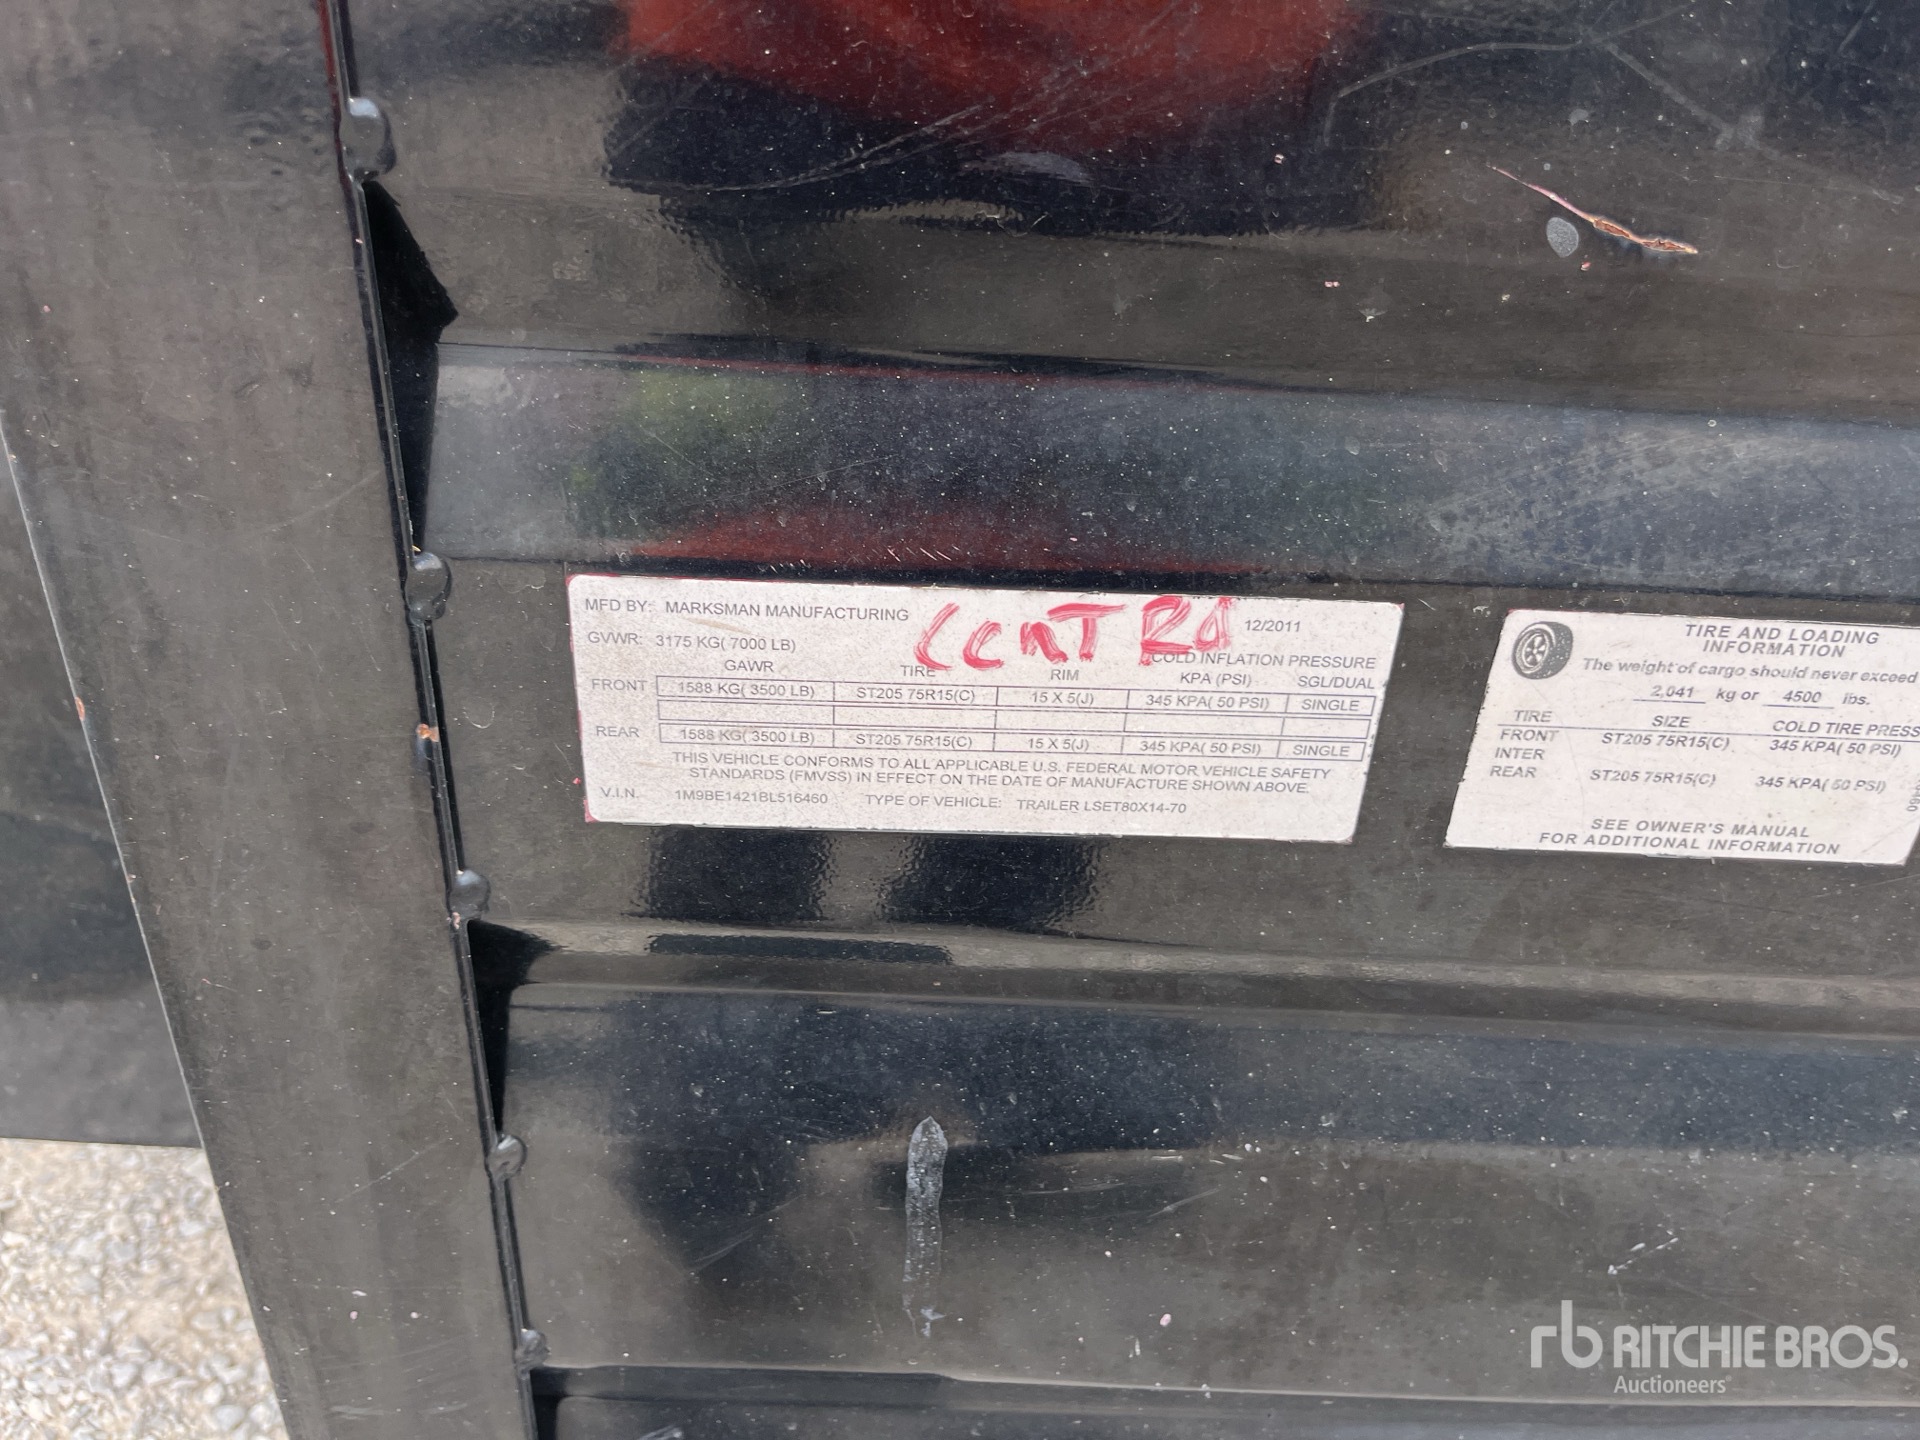 MFD BY: MARKSMAN MANUFACTURING 12/2011
GVWR: 3175 KG( 7000 LB)
GAWR TIRE RIM COLD INFLATION PRESSURE
KPA (PSI) SGL/DUAL
FRONT 1588 KG( 3500 LB) ST205 75R15(C) 15 X 5(J) 345 KPA( 50 PSI) SINGLE
REAR 1588 KG( 3500 LB) ST205 75R15(C) 15 X 5(J) 345 KPA( 50 PSI) SINGLE
THIS VEHICLE CONFORMS TO ALL APPLICABLE U.S. FEDERAL MOTOR VEHICLE SAFETY
STANDARDS (FMVSS) IN EFFECT ON THE DATE OF MANUFACTURE SHOWN ABOVE.
V.I.N. 1M9BE1421BL516460 TYPE OF VEHICLE: TRAILER LSET80X14-70
TIRE AND LOADING
INFORMATION
The weight of cargo should never exceed
2,041 kg or 4500 lbs.
TIRE SIZE COLD TIRE PRESS
FRONT ST205 75R15(C) 345 KPA( 50 PSI)
INTER
REAR ST205 75R15(C) 345 KPA( 50 PSI)
SEE OWNER'S MANUAL
FOR ADDITIONAL INFORMATION
rb RITCHIE BROS.
Auctioneers